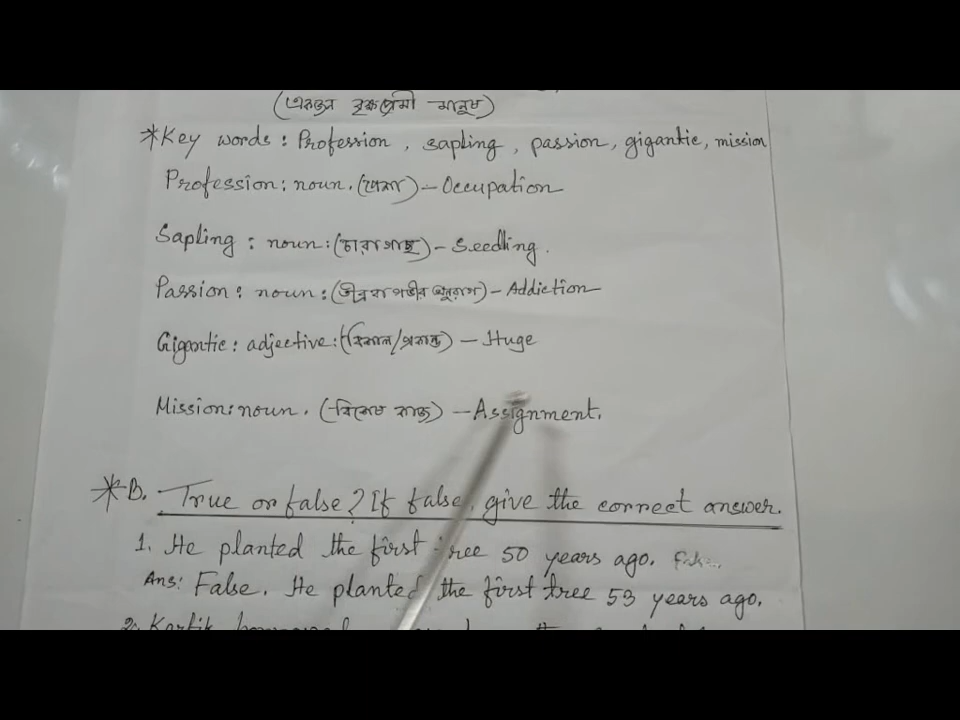 (একজন বৃক্ষপ্রেমী মানুষ)
*Key words: Profession, sapling, passion, gigantic, mission
Profession: noun. (পেশা) – Occupation
Sapling: noun: (চারাগাছ) – Seedling.
Passion: noun: (তীব্র বা গভীর অনুরাগ) – Addiction
Gigantic: adjective: (বিশাল/প্রকান্ড) – Huge
Mission: noun. (বিশেষ কাজ) – Assignment.
*B. True or false? If false, give the correct answer.
1. He planted the first tree 50 years ago.
Ans: False. He planted the first tree 53 years ago.
2. Kartik